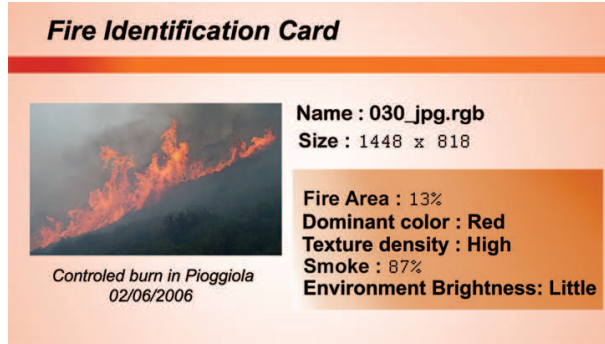 Fire Identification Card
Name : 030_jpg.rgb
Size : 1448 x 818
Fire Area : 13%
Dominant color : Red
Texture density : High
Smoke : 87%
Environment Brightness: Little
Controled burn in Pioggiola
02/06/2006